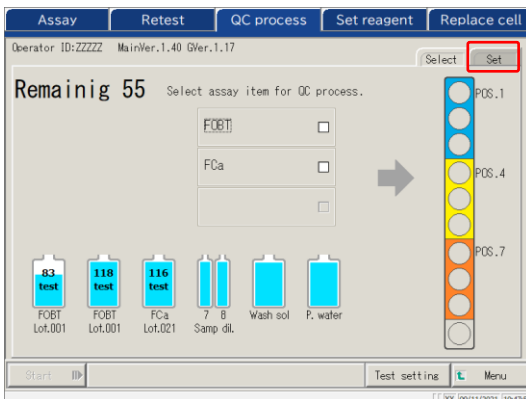 Assay Retest QC process Set reagent Replace cell
Operator ID:ZZZZZ MainVer.1.40 GVer.1.17
Select Set
Remainig 55 Select assay item for QC process.
POS.1
FOBT
FCa
POS.4
POS.7
83 test 118 test 116 test
FOBT FOBT FCa 7 8 Wash sol P. water
Lot.001 Lot.001 Lot.021 Samp dil.
Start Test setting Menu